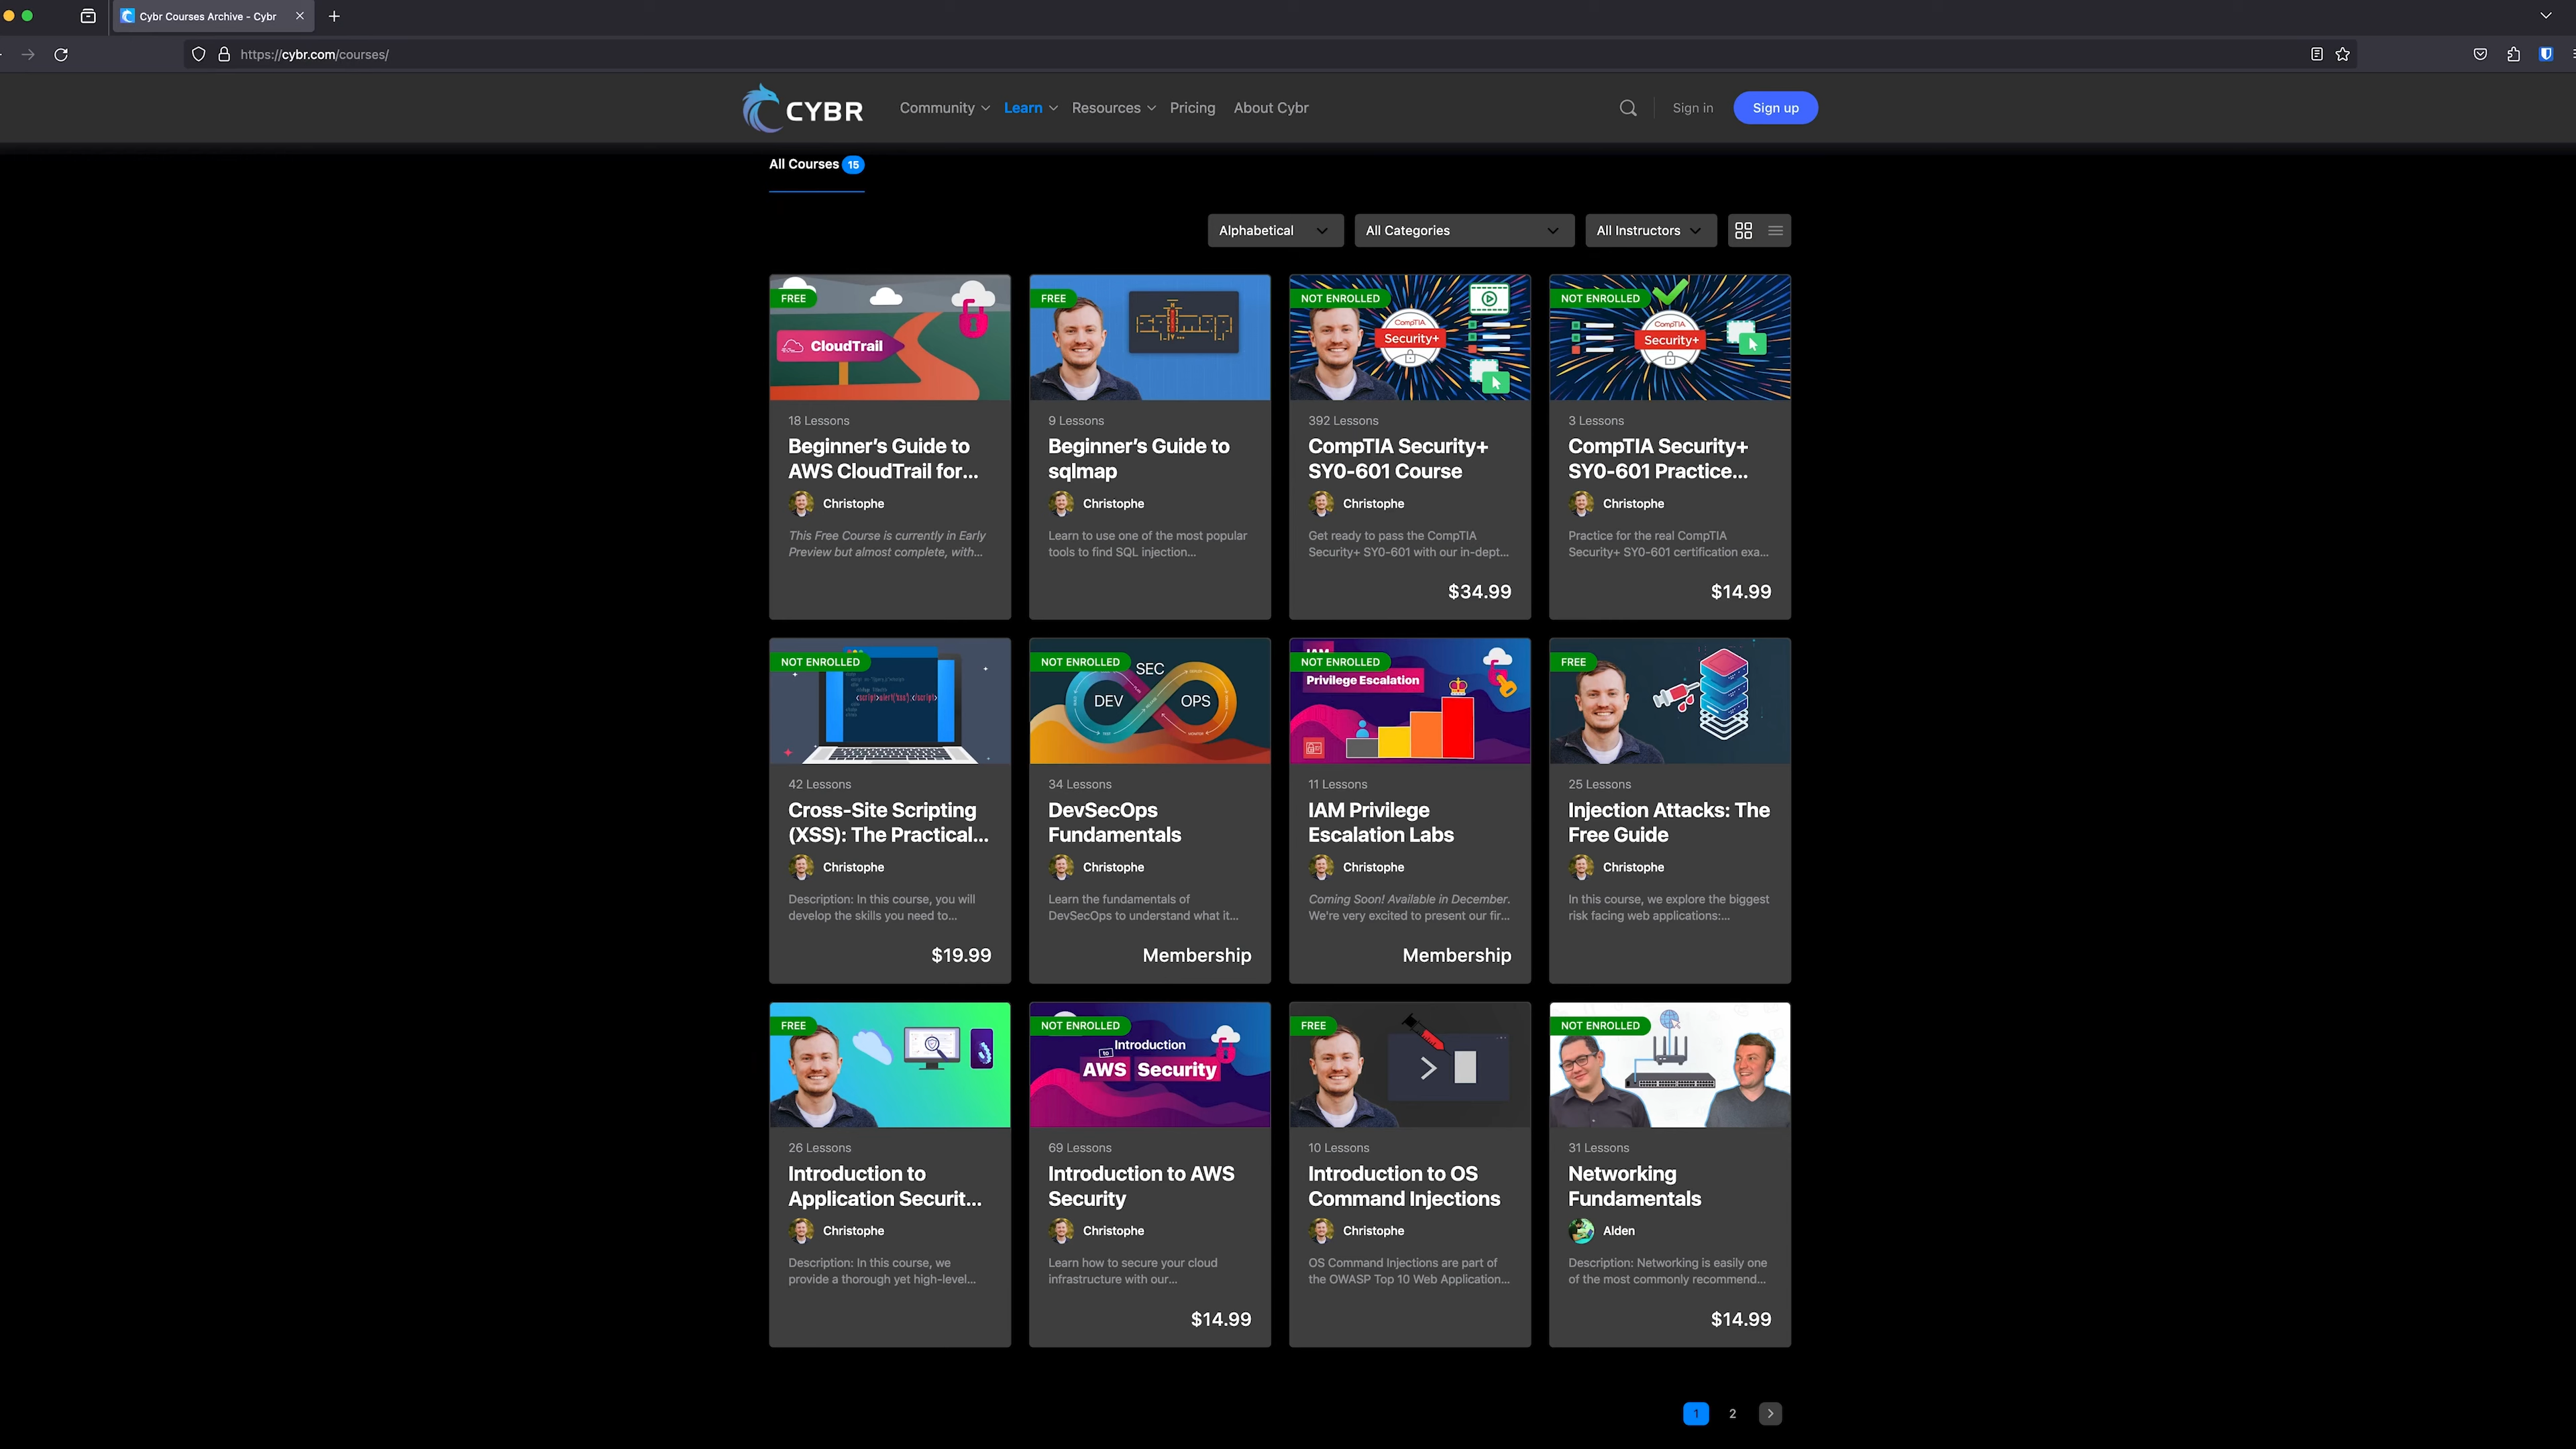 Cybr Courses Archive - Cybr
https://cybr.com/courses/
CYBR
Community
Learn
Resources
Pricing
About Cybr
Sign in
Sign up
All Courses 15
Alphabetical
All Categories
All Instructors
FREE
CloudTrail
18 Lessons
Beginner’s Guide to
AWS CloudTrail for...
Christophe
This Free Course is currently in Early
Preview but almost complete, with...
FREE
9 Lessons
Beginner’s Guide to
sqlmap
Christophe
Learn to use one of the most popular
tools to find SQL injection...
NOT ENROLLED
CompTIA
Security+
392 Lessons
CompTIA Security+
SY0-601 Course
Christophe
Get ready to pass the CompTIA
Security+ SY0-601 with our in-dept...
$34.99
NOT ENROLLED
CompTIA
Security+
3 Lessons
CompTIA Security+
SY0-601 Practice...
Christophe
Practice for the real CompTIA
Security+ SY0-601 certification exa...
$14.99
NOT ENROLLED
<script>alert('xss');</script>
42 Lessons
Cross-Site Scripting
(XSS): The Practical...
Christophe
Description: In this course, you will
develop the skills you need to...
$19.99
NOT ENROLLED
SEC
DEV
OPS
34 Lessons
DevSecOps
Fundamentals
Christophe
Learn the fundamentals of
DevSecOps to understand what it...
Membership
IAM
NOT ENROLLED
Privilege Escalation
11 Lessons
IAM Privilege
Escalation Labs
Christophe
Coming Soon! Available in December.
We're very excited to present our fir...
Membership
FREE
25 Lessons
Injection Attacks: The
Free Guide
Christophe
In this course, we explore the biggest
risk facing web applications:...
FREE
26 Lessons
Introduction to
Application Securit...
Christophe
Description: In this course, we
provide a thorough yet high-level...
NOT ENROLLED
Introduction
to
AWS Security
69 Lessons
Introduction to AWS
Security
Christophe
Learn how to secure your cloud
infrastructure with our...
$14.99
FREE
10 Lessons
Introduction to OS
Command Injections
Christophe
OS Command Injections are part of
the OWASP Top 10 Web Application...
NOT ENROLLED
31 Lessons
Networking
Fundamentals
Alden
Description: Networking is easily one
of the most commonly recommend...
$14.99
1
2